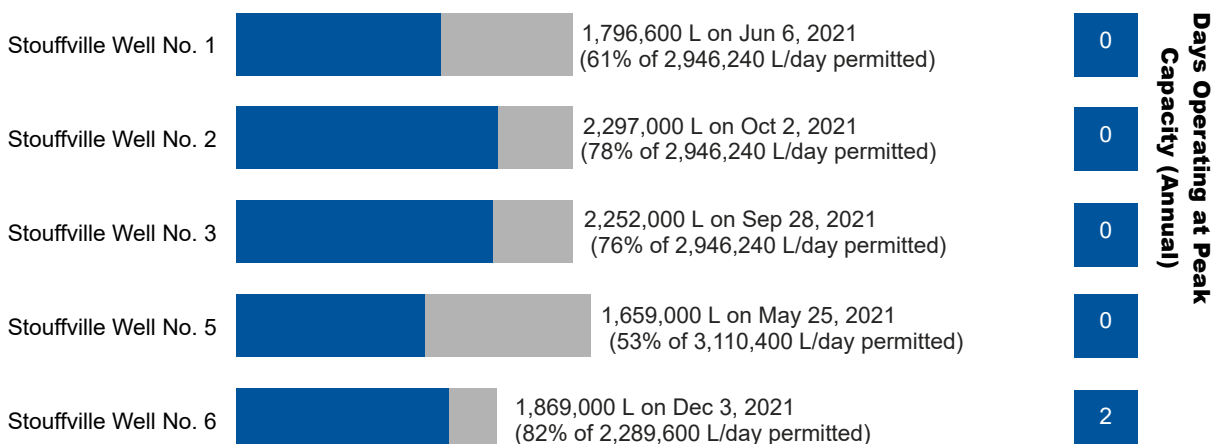 Stouffville Well No. 1
1,796,600 L on Jun 6, 2021
(61% of 2,946,240 L/day permitted)
0
Stouffville Well No. 2
2,297,000 L on Oct 2, 2021
(78% of 2,946,240 L/day permitted)
0
Stouffville Well No. 3
2,252,000 L on Sep 28, 2021
(76% of 2,946,240 L/day permitted)
0
Stouffville Well No. 5
1,659,000 L on May 25, 2021
(53% of 3,110,400 L/day permitted)
0
Stouffville Well No. 6
1,869,000 L on Dec 3, 2021
(82% of 2,289,600 L/day permitted)
2
Days Operating at Peak
Capacity (Annual)